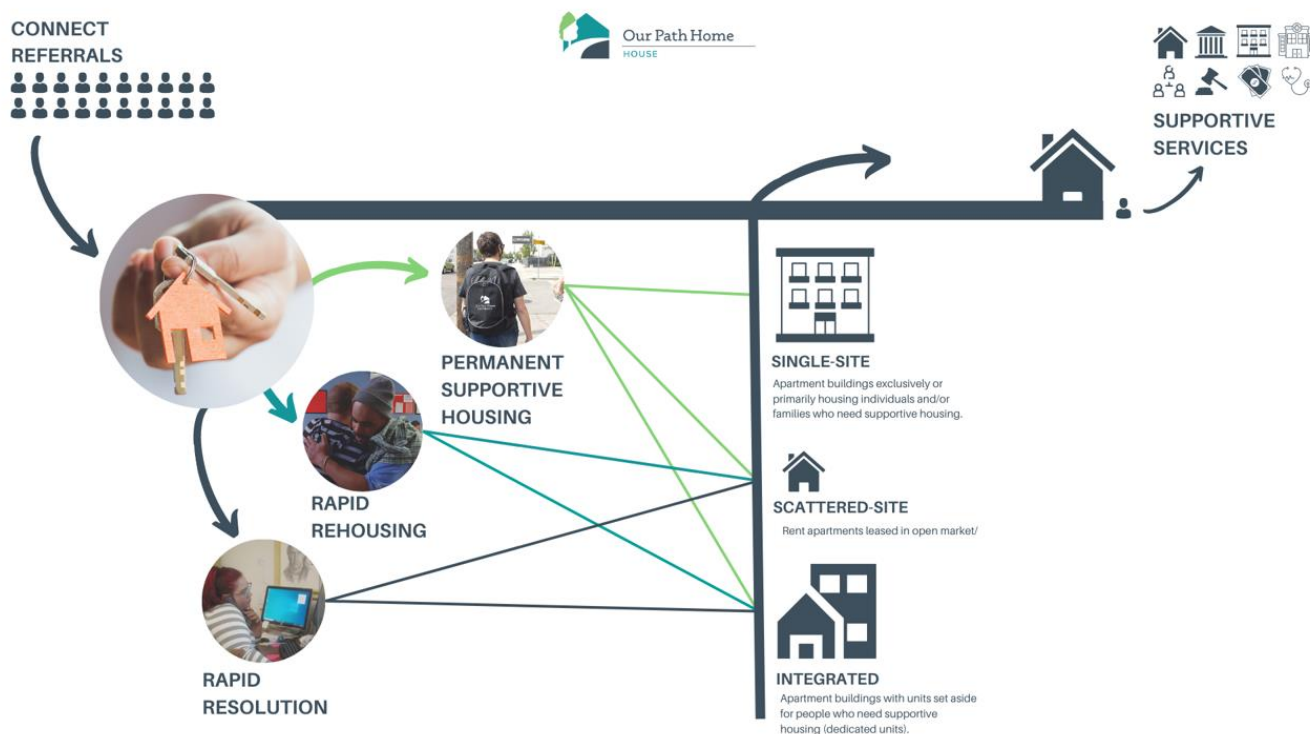 CONNECT
REFERRALS
Our Path Home
HOUSE
SUPPORTIVE
SERVICES
PERMANENT
SUPPORTIVE
HOUSING
RAPID
REHOUSING
RAPID
RESOLUTION
SINGLE-SITE
Apartment buildings exclusively or
primarily housing individuals and/or
families who need supportive housing.
SCATTERED-SITE
Rent apartments leased in open market/
INTEGRATED
Apartment buildings with units set aside
for people who need supportive
housing (dedicated units).